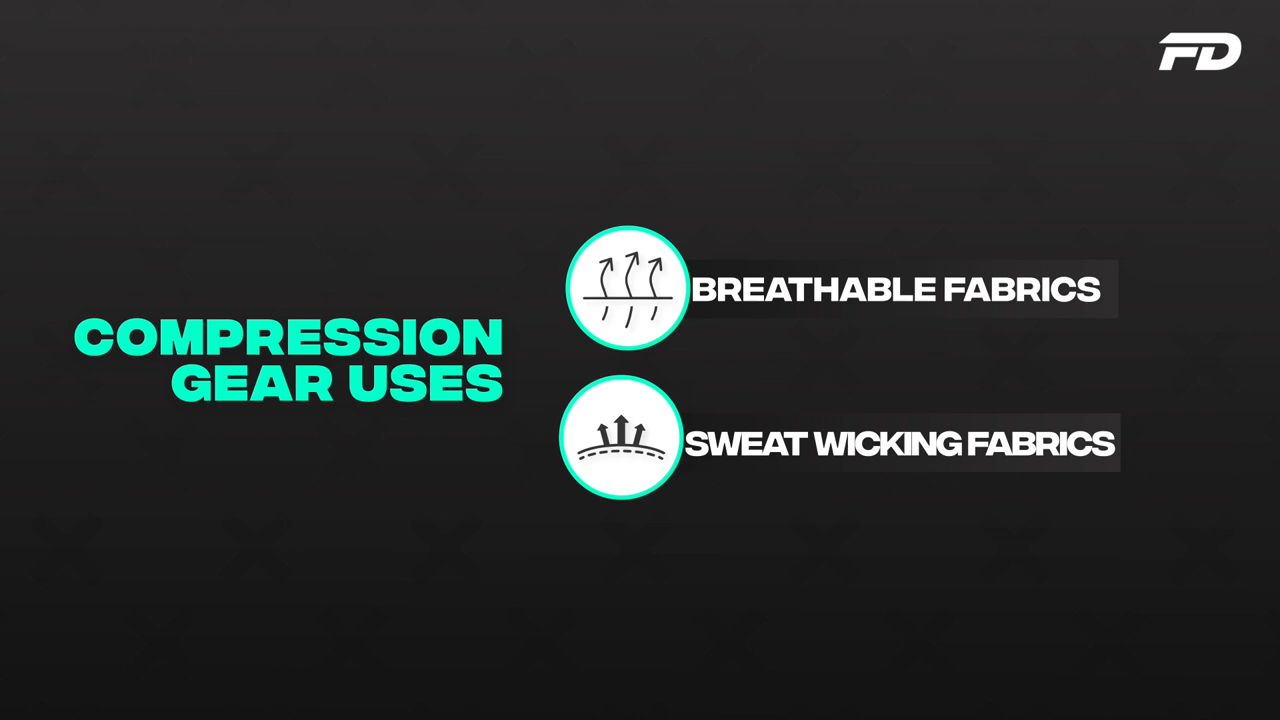 FD
COMPRESSION
GEAR USES
BREATHABLE FABRICS
SWEAT WICKING FABRICS